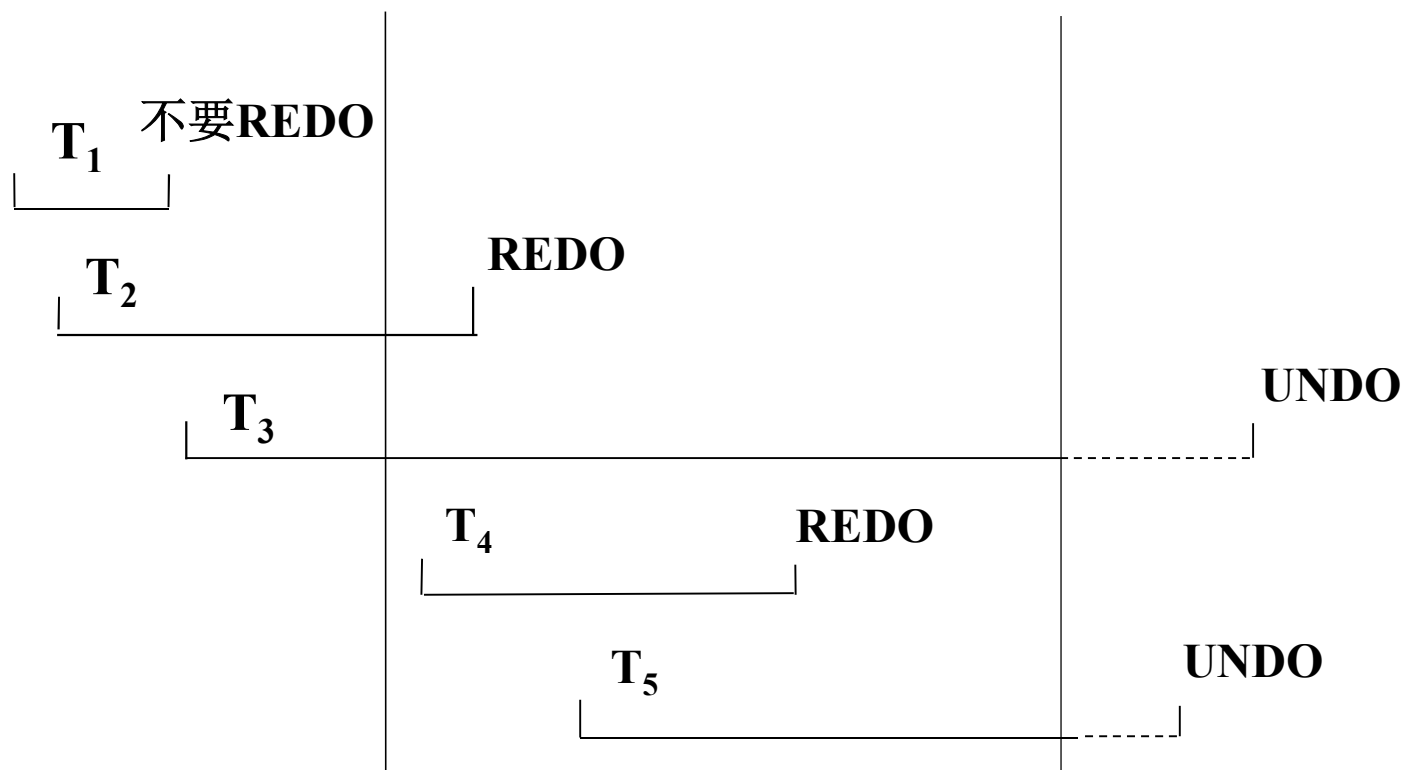 T₁ 不要REDO
T₂ REDO
T₃ UNDO
T₄ REDO
T₅ UNDO